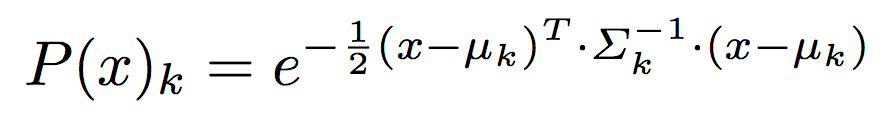 P(x)_k = e^{-\frac{1}{2}(x-\mu_k)^T \cdot \Sigma_k^{-1} \cdot (x-\mu_k)}